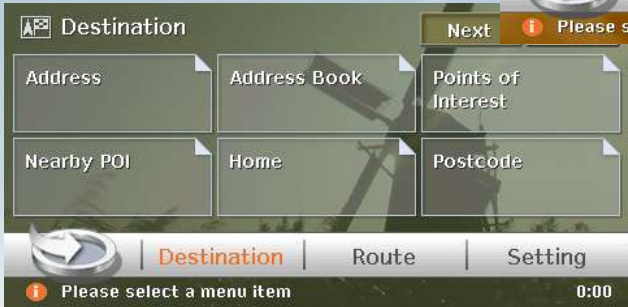 Destination
Next
Please s
Address
Address Book
Points of
Interest
Nearby POI
Home
Postcode
Destination
Route
Setting
Please select a menu item
0:00